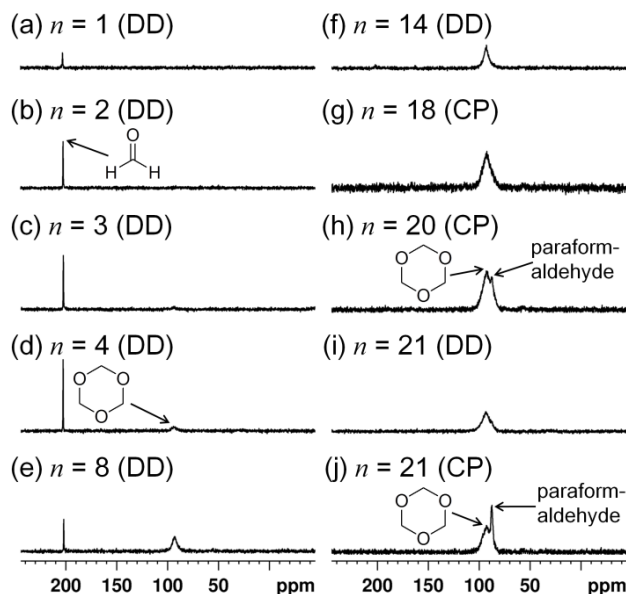 (a) n = 1 (DD)
(b) n = 2 (DD)
O
H H
(c) n = 3 (DD)
(d) n = 4 (DD)
O O
O
(e) n = 8 (DD)
200 150 100 50 ppm
(f) n = 14 (DD)
(g) n = 18 (CP)
(h) n = 20 (CP)
O O
O
paraform-
aldehyde
(i) n = 21 (DD)
(j) n = 21 (CP)
O O
O
paraform-
aldehyde
200 150 100 50 ppm